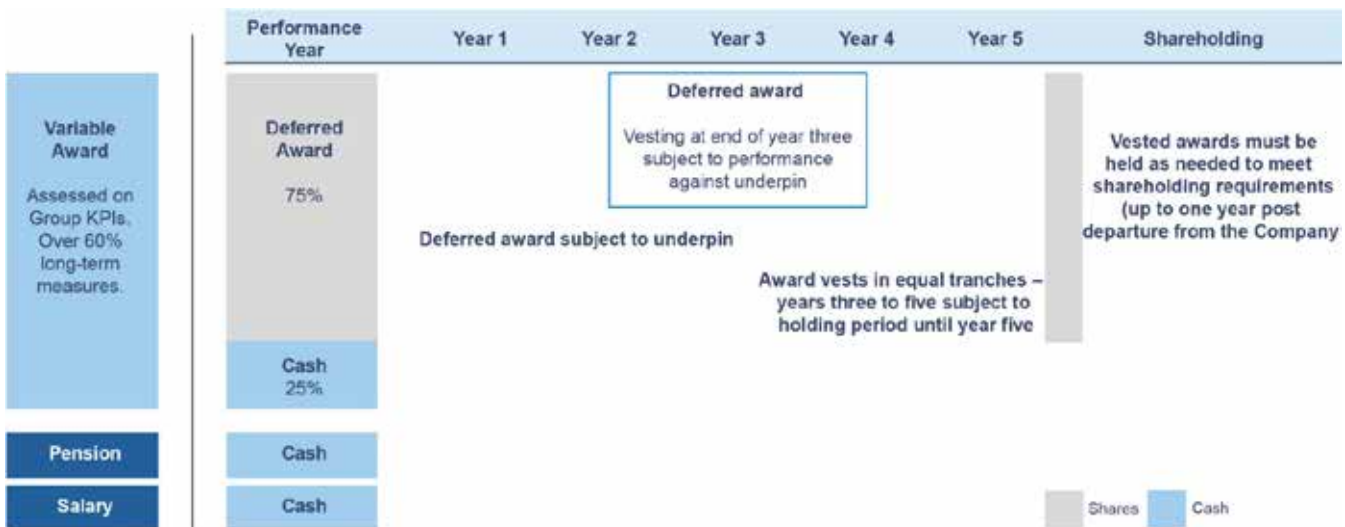 Performance
Year
Year 1
Year 2
Year 3
Year 4
Year 5
Shareholding
Variable
Award
Assessed on
Group KPIs.
Over 60%
long-term
measures.
Deferred
Award
75%
Deferred award
Vesting at end of year three
subject to performance
against underpin
Deferred award subject to underpin
Award vests in equal tranches –
years three to five subject to
holding period until year five
Vested awards must be
held as needed to meet
shareholding requirements
(up to one year post
departure from the Company
Cash
25%
Pension
Cash
Salary
Cash
Shares
Cash